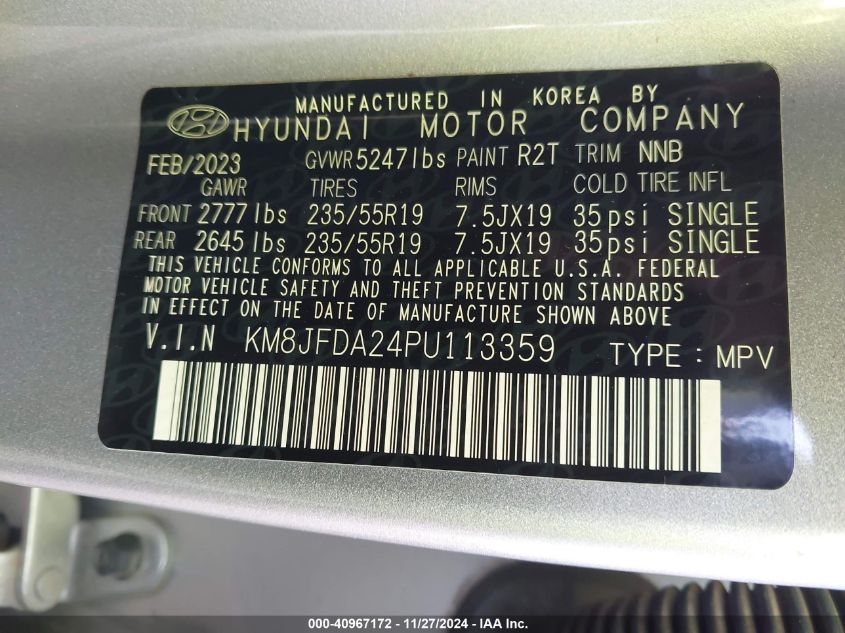 MANUFACTURED IN KOREA BY
HYUNDAI MOTOR COMPANY
FEB/2023 GVWR 5247lbs PAINT R2T TRIM NNB
GAWR TIRES RIMS COLD TIRE INFL
FRONT 2777lbs 235/55R19 7.5JX19 35psi SINGLE
REAR 2645lbs 235/55R19 7.5JX19 35psi SINGLE
THIS VEHICLE CONFORMS TO ALL APPLICABLE U.S.A. FEDERAL
MOTOR VEHICLE SAFETY AND THEFT PREVENTION STANDARDS
IN EFFECT ON THE DATE OF MANUFACTURE SHOWN ABOVE
V.I.N KM8JFDA24PU113359 TYPE : MPV
000-40967172 - 11/27/2024 - IAA Inc.